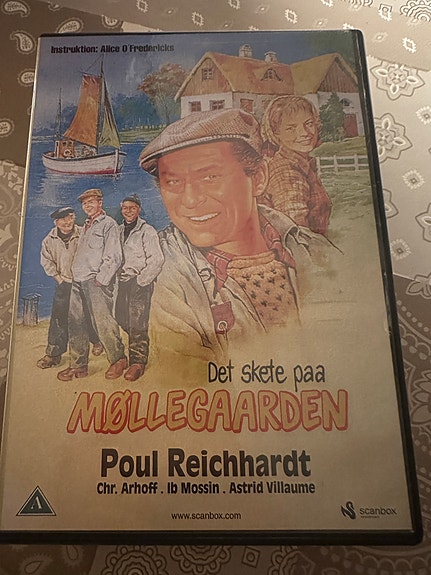 Instruktion: Alice O'Fredericks
Det skete paa
MØLLEGAARDEN
Poul Reichhardt
Chr. Arhoff . Ib Mossin . Astrid Villaume
A
www.scanbox.com
scanbox